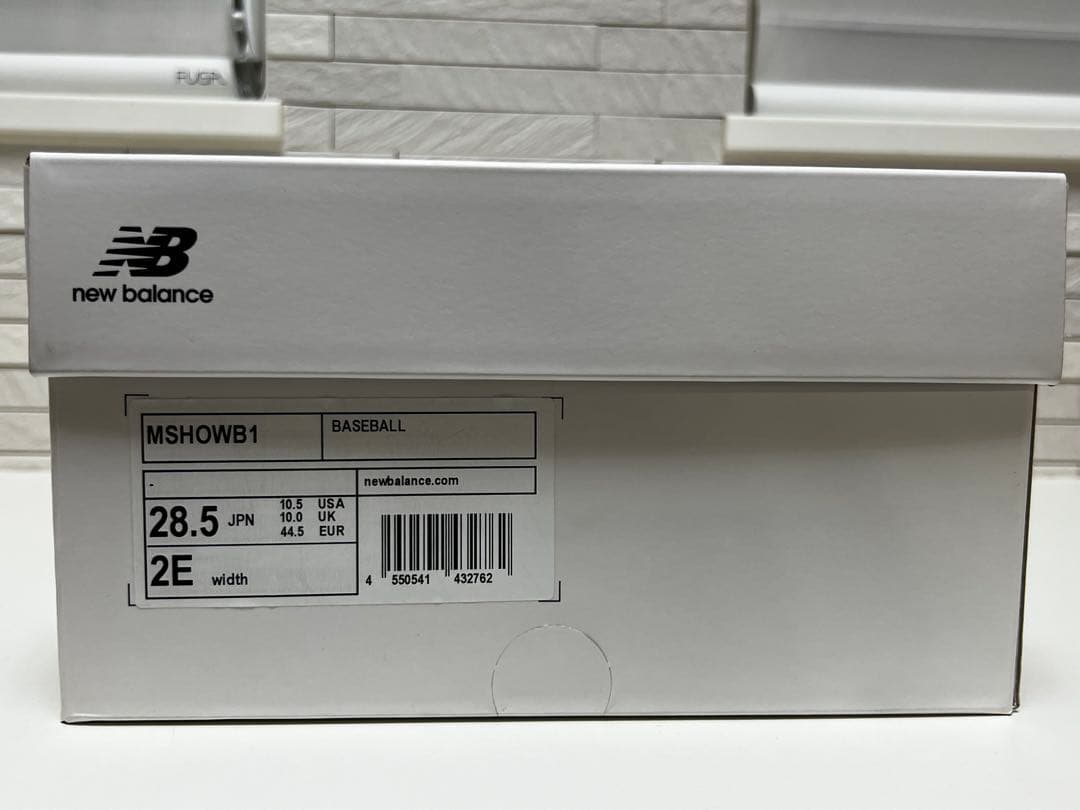 NB
new balance
MSHOWB1
BASEBALL
-
newbalance.com
28.5 JPN
10.5 USA
10.0 UK
44.5 EUR
2E width
4 550541 432762